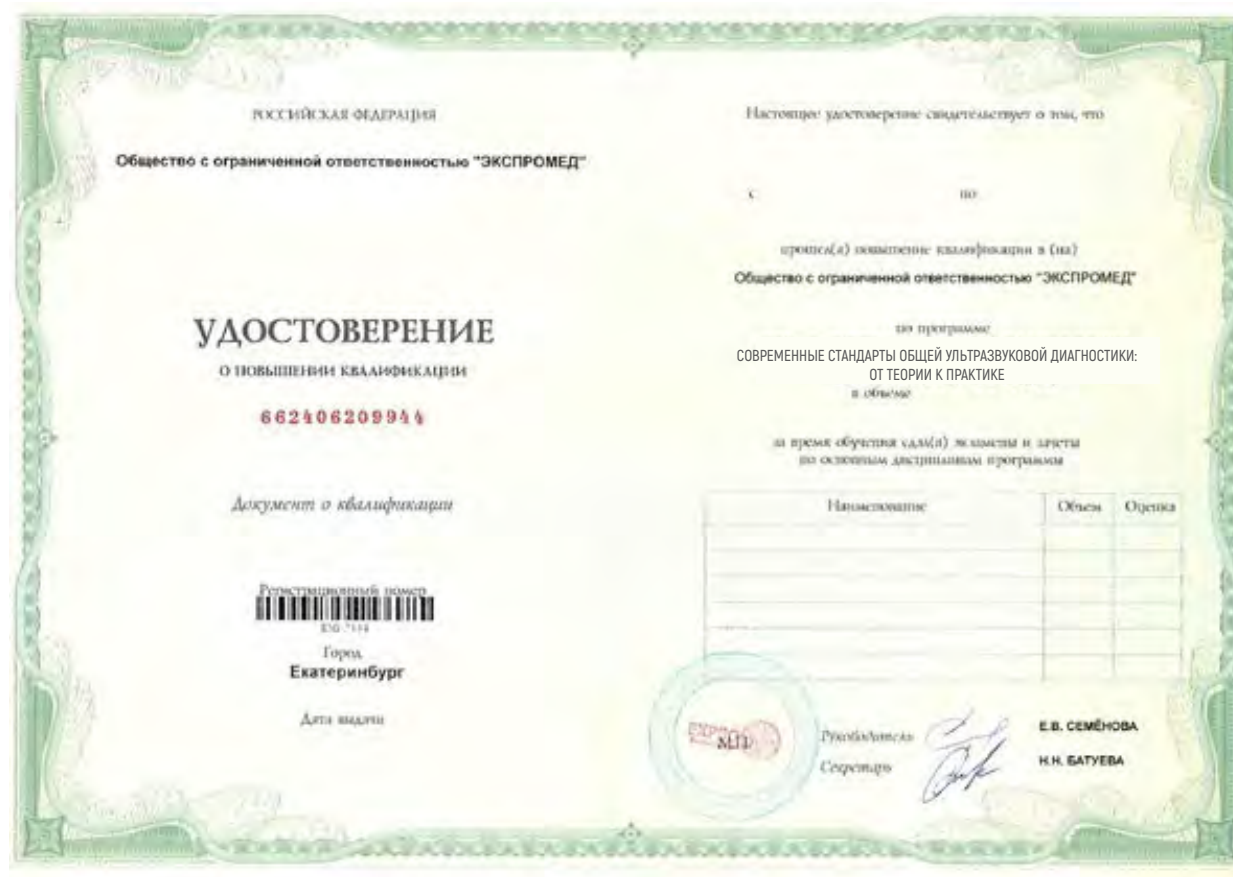 РОССИЙСКАЯ ФЕДЕРАЦИЯ
Общество с ограниченной ответственностью "ЭКСПРОМЕД"
УДОСТОВЕРЕНИЕ
О ПОВЫШЕНИИ КВАЛИФИКАЦИИ
662406209944
Документ о квалификации
Регистрационный номер
Город
Екатеринбург
Дата выдачи
Настоящее удостоверение свидетельствует о том, что
с по
прошел(а) повышение квалификации в (на)
Общество с ограниченной ответственностью "ЭКСПРОМЕД"
по программе
СОВРЕМЕННЫЕ СТАНДАРТЫ ОБЩЕЙ УЛЬТРАЗВУКОВОЙ ДИАГНОСТИКИ:
ОТ ТЕОРИИ К ПРАКТИКЕ
в объеме
за время обучения сдал(а) экзамены и зачеты
по основным дисциплинам программы
Наименование Объем Оценка
М.П.
Руководитель Е.В. СЕМЁНОВА
Секретарь Н.Н. БАТУЕВА